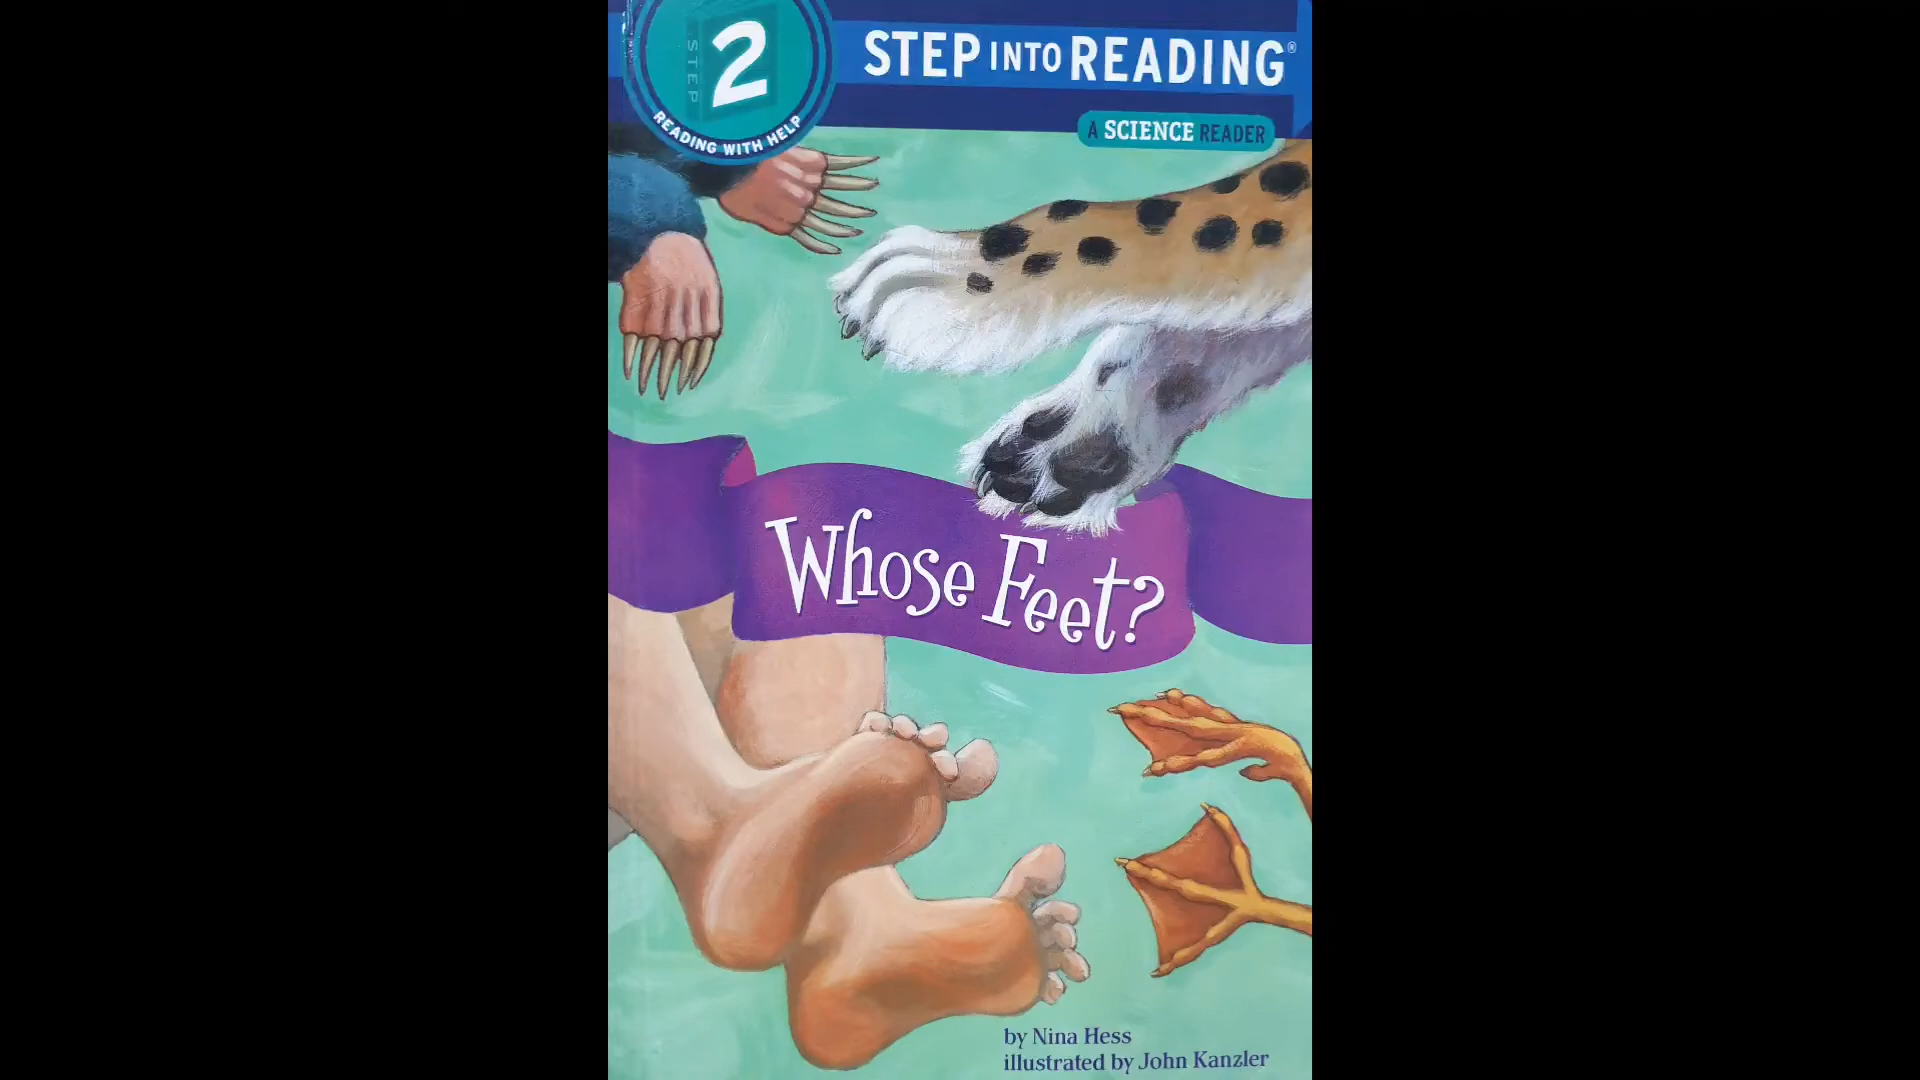 STEP 2
READING WITH HELP
STEP INTO READING®
A SCIENCE READER
Whose Feet?
by Nina Hess
illustrated by John Kanzler